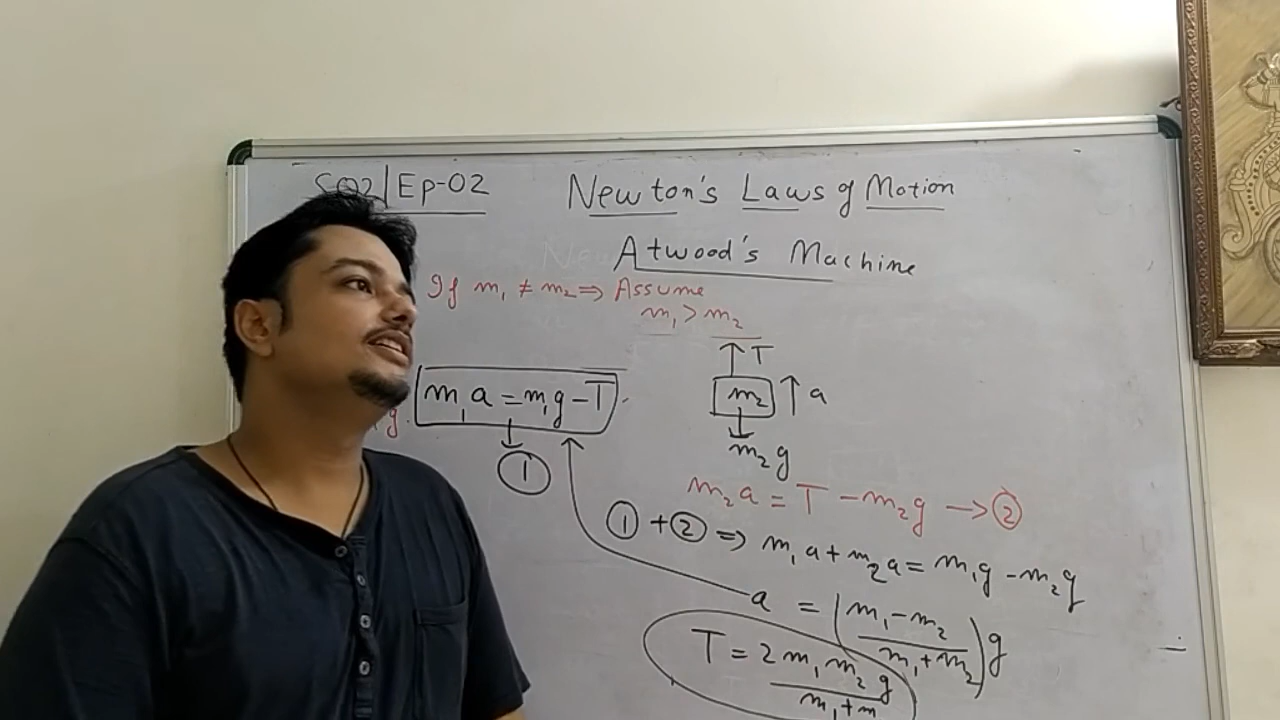 SQ2|Ep-02
Newton's Laws of Motion
Atwood's Machine
If m₁ ≠ m₂ ⇒ Assume
m₁ > m₂
↑ T
m₂ ↑ a
↓
m₂g
m₁a = m₁g - T
↓
①
g.
m₂a = T - m₂g → ②
① + ② ⇒ m₁a + m₂a = m₁g - m₂g
a = (m₁ - m₂ / m₁ + m₂) g
T = 2m₁m₂g / m₁ + m